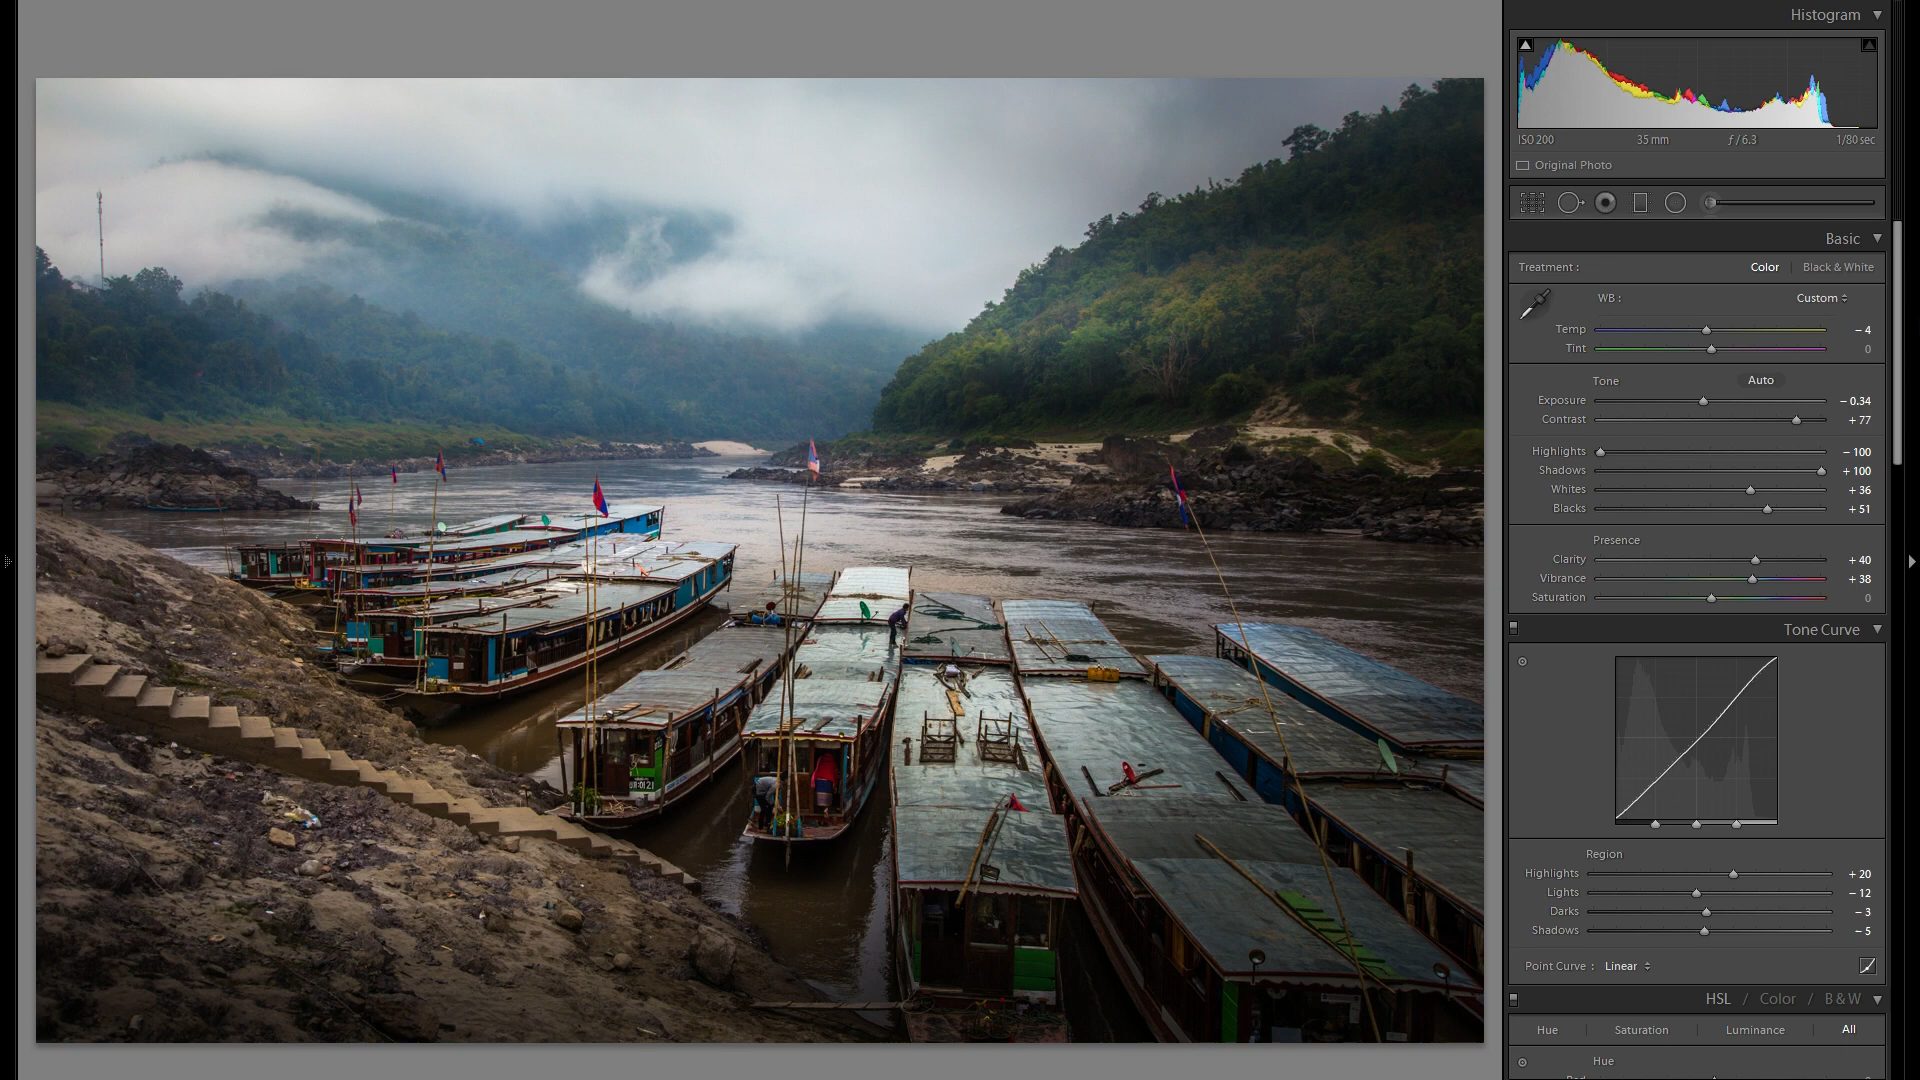 Histogram
ISO 200 35 mm ƒ / 6.3 1/80 sec
Original Photo
Basic
Treatment : Color Black & White
WB : Custom
Temp − 4
Tint 0
Tone Auto
Exposure − 0.34
Contrast + 77
Highlights − 100
Shadows + 100
Whites + 36
Blacks + 51
Presence
Clarity + 40
Vibrance + 38
Saturation 0
Tone Curve
Region
Highlights + 20
Lights − 12
Darks − 3
Shadows − 5
Point Curve : Linear
HSL / Color / B & W
Hue Saturation Luminance All
Hue